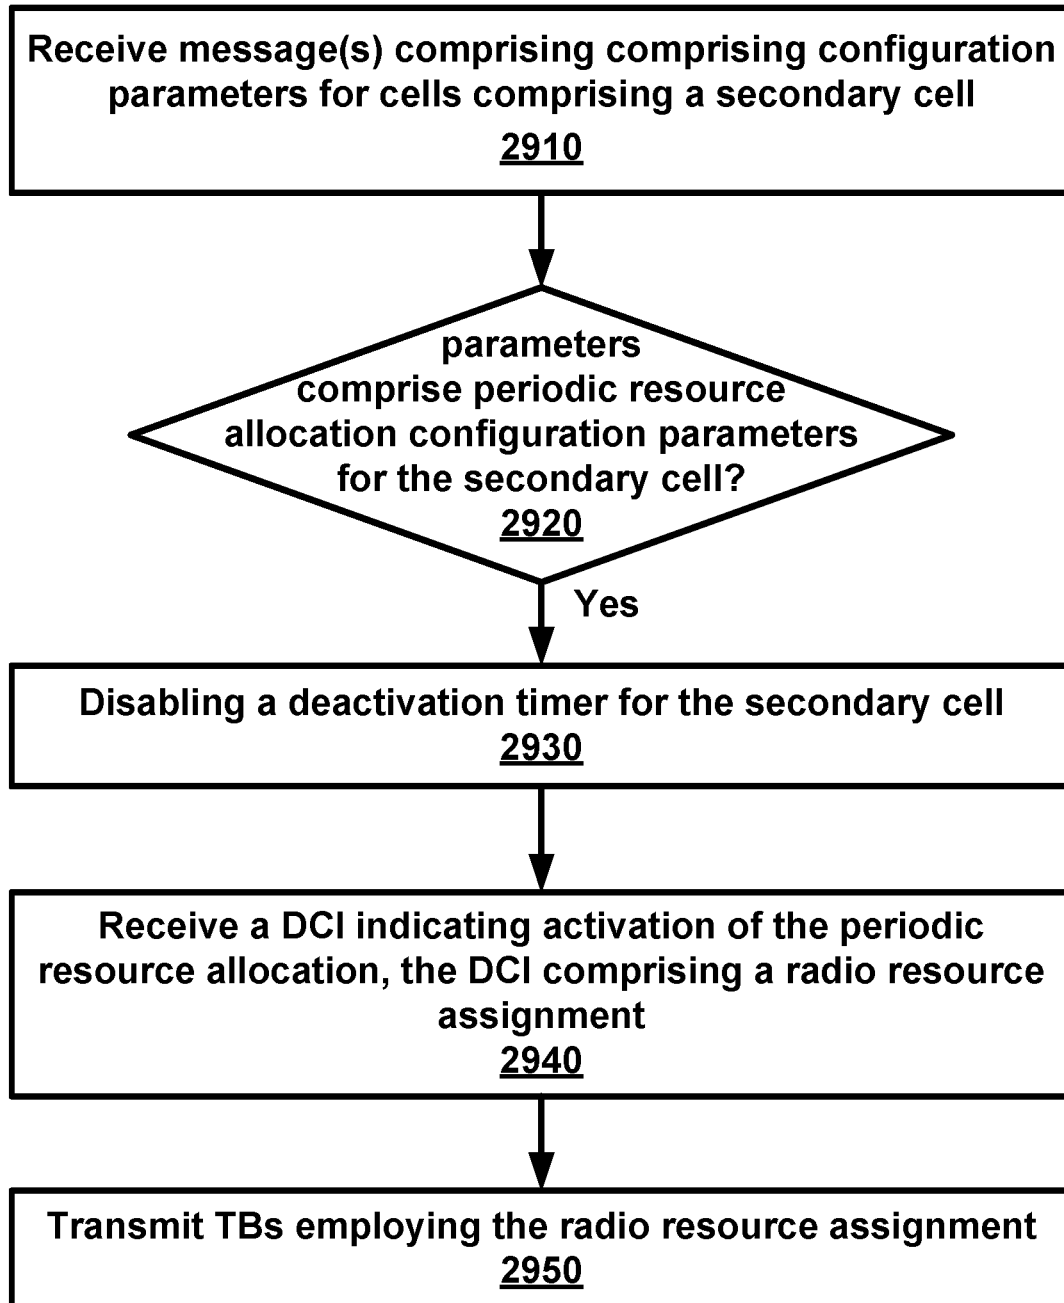 Receive message(s) comprising comprising configuration
parameters for cells comprising a secondary cell
2910
parameters
comprise periodic resource
allocation configuration parameters
for the secondary cell?
2920
Yes
Disabling a deactivation timer for the secondary cell
2930
Receive a DCI indicating activation of the periodic
resource allocation, the DCI comprising a radio resource
assignment
2940
Transmit TBs employing the radio resource assignment
2950